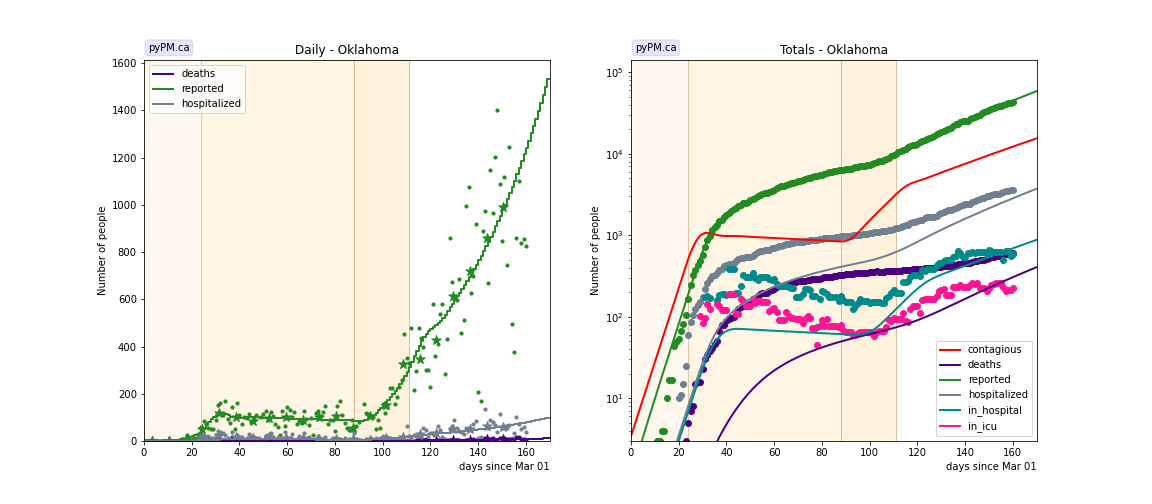 pyPM.ca
Daily - Oklahoma
deaths
reported
hospitalized
Number of people
1600
1400
1200
1000
800
600
400
200
0
0 20 40 60 80 100 120 140 160
days since Mar 01
pyPM.ca
Totals - Oklahoma
Number of people
10⁵
10⁴
10³
10²
10¹
contagious
deaths
reported
hospitalized
in_hospital
in_icu
0 20 40 60 80 100 120 140 160
days since Mar 01